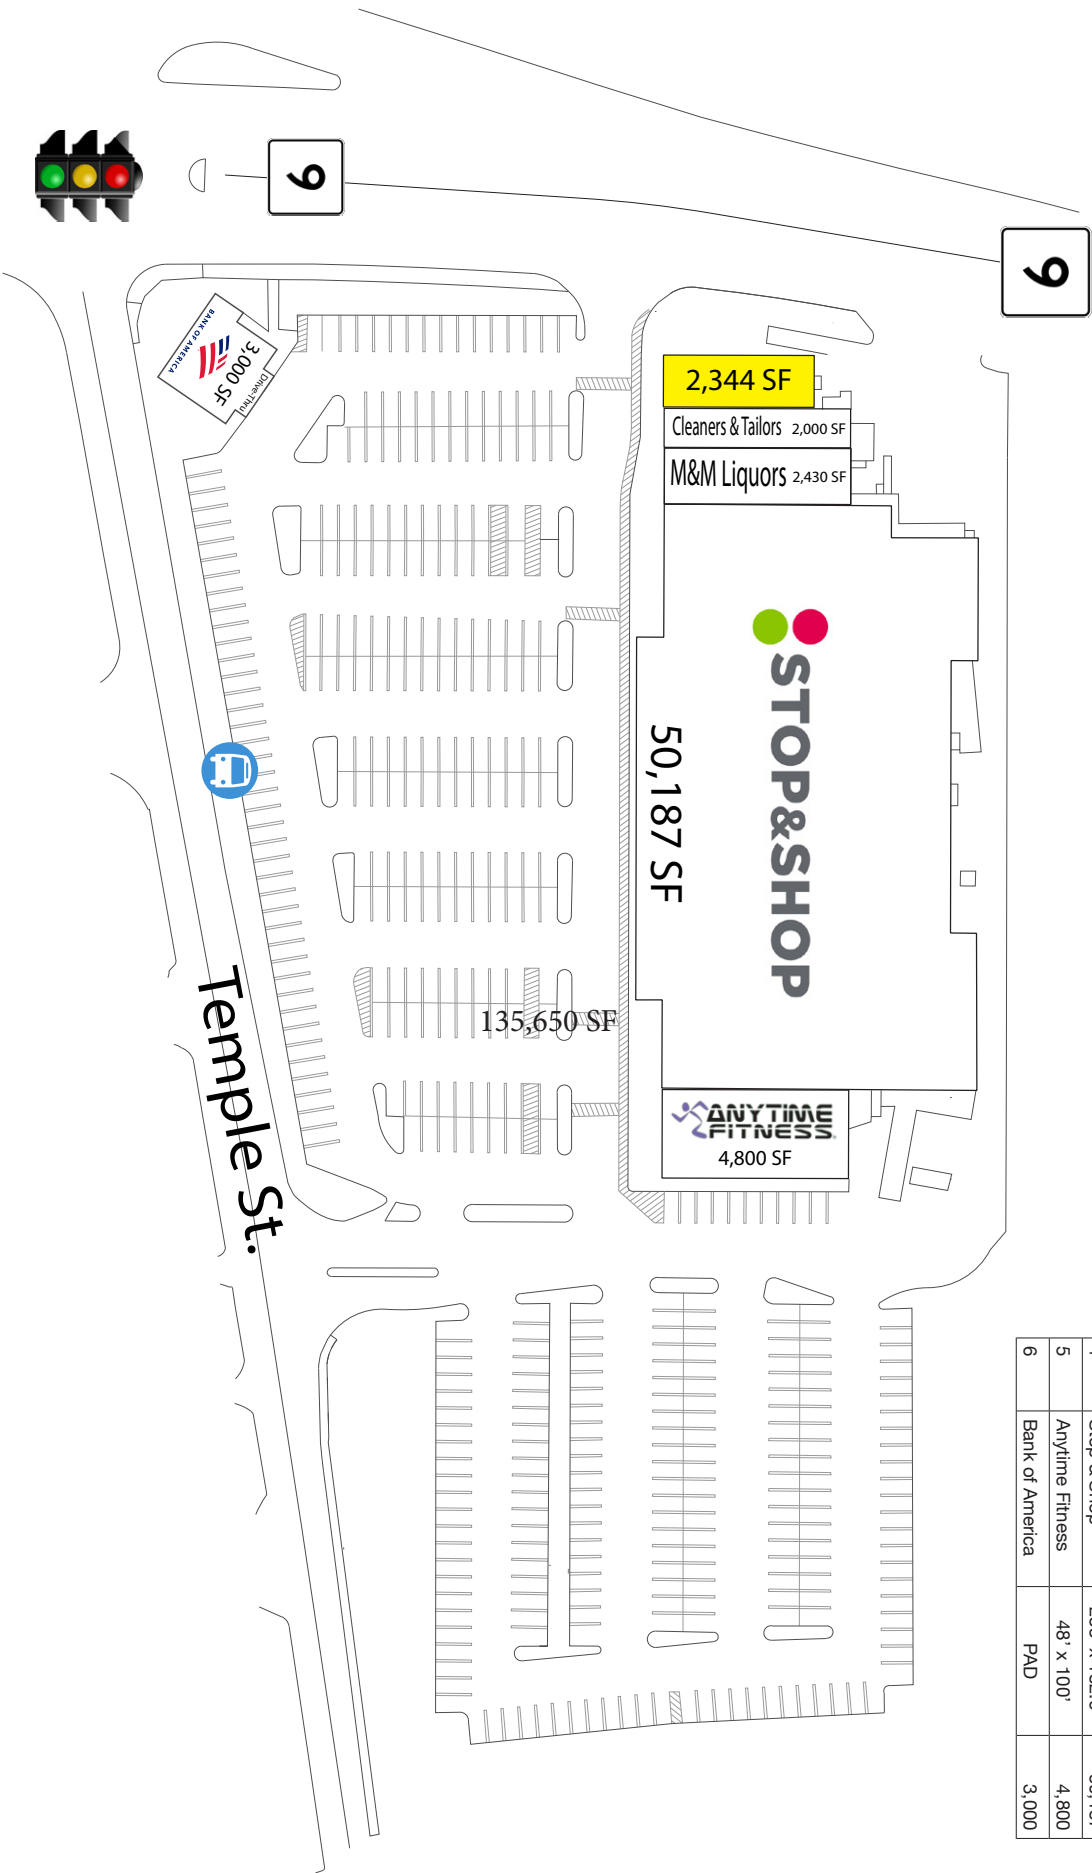 9
9
2,344 SF
Cleaners & Tailors 2,000 SF
M&M Liquors 2,430 SF
BANK OF AMERICA
3,000 SF
Drive-Thru
STOP&SHOP
50,187 SF
135,650 SF
ANYTIME
FITNESS
4,800 SF
Temple St.
5 Anytime Fitness 48' x 100' 4,800
6 Bank of America PAD 3,000